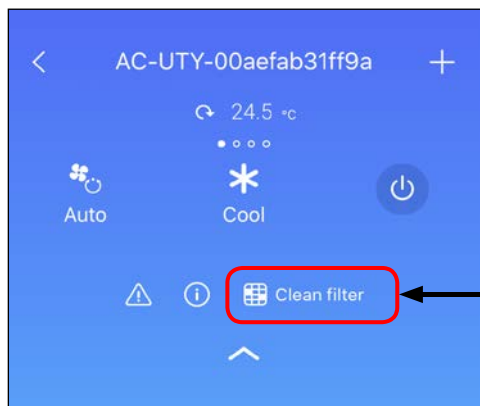 AC-UTY-00aefab31ff9a
24.5 °C
Auto
Cool
Clean filter